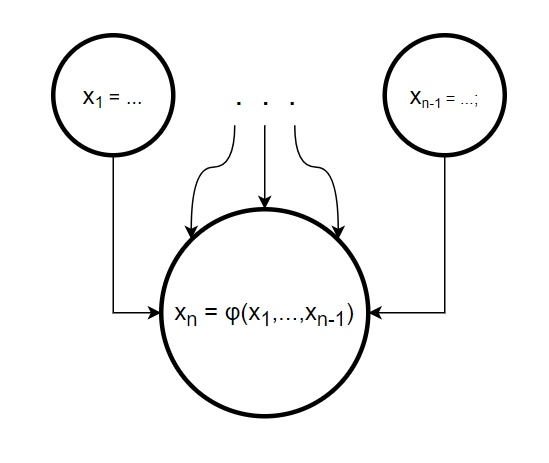 x₁ = ...
. . .
xₙ₋₁ = ...;
xₙ = φ(x₁,...,xₙ₋₁)